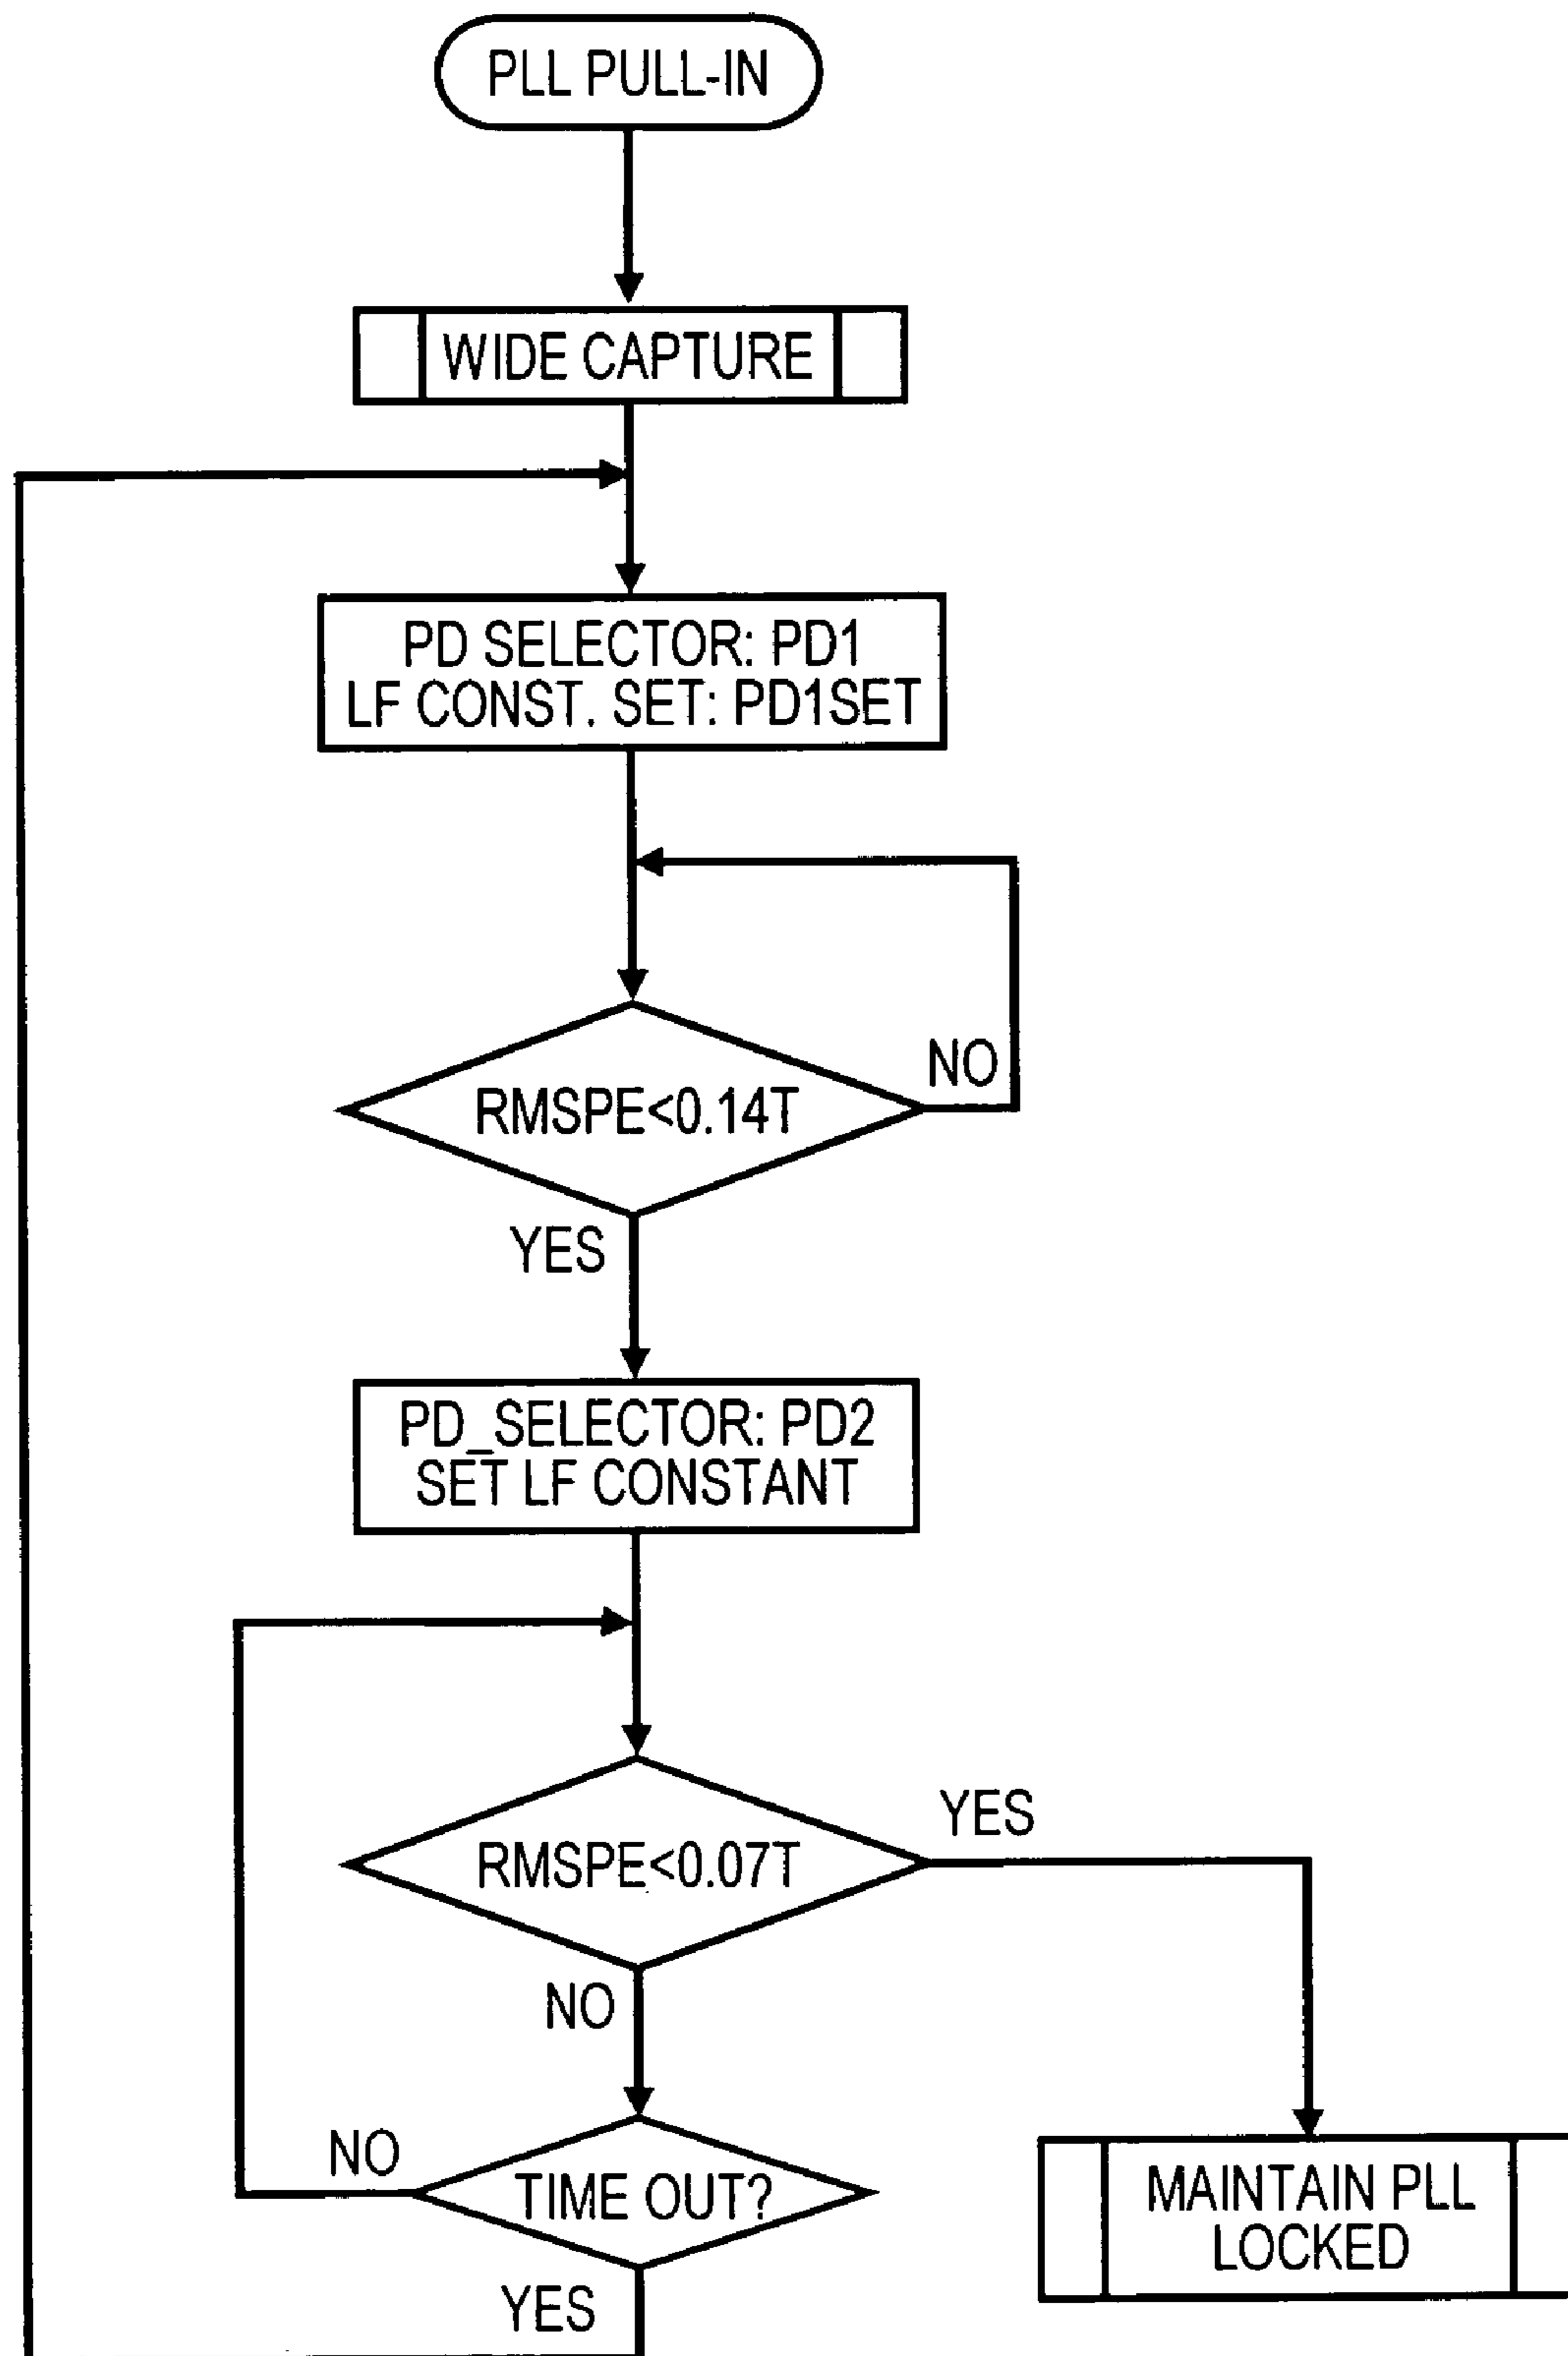 PLL PULL-IN
WIDE CAPTURE
PD SELECTOR: PD1
LF CONST. SET: PD1SET
RMSPE<0.14T
NO
YES
PD_SELECTOR: PD2
SET LF CONSTANT
RMSPE<0.07T
YES
NO
TIME OUT?
NO
YES
MAINTAIN PLL
LOCKED